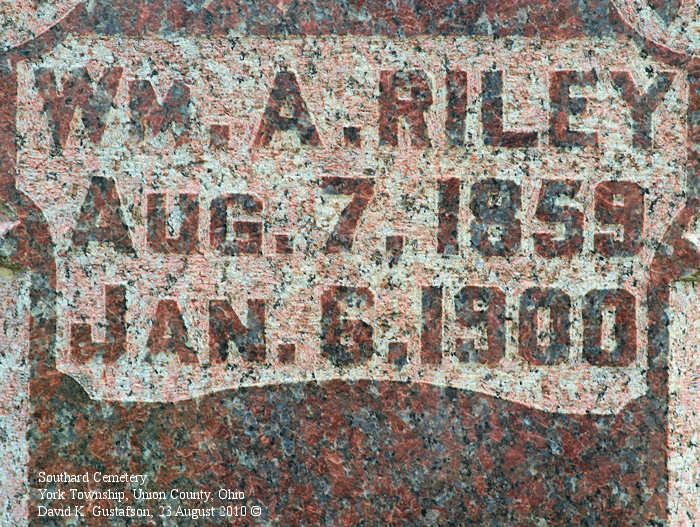 Wm. A. RILEY
AUG. 7, 1859
JAN. 6, 1900
Southard Cemetery
York Township, Union County, Ohio
David K. Gustafson, 23 August 2010 ©